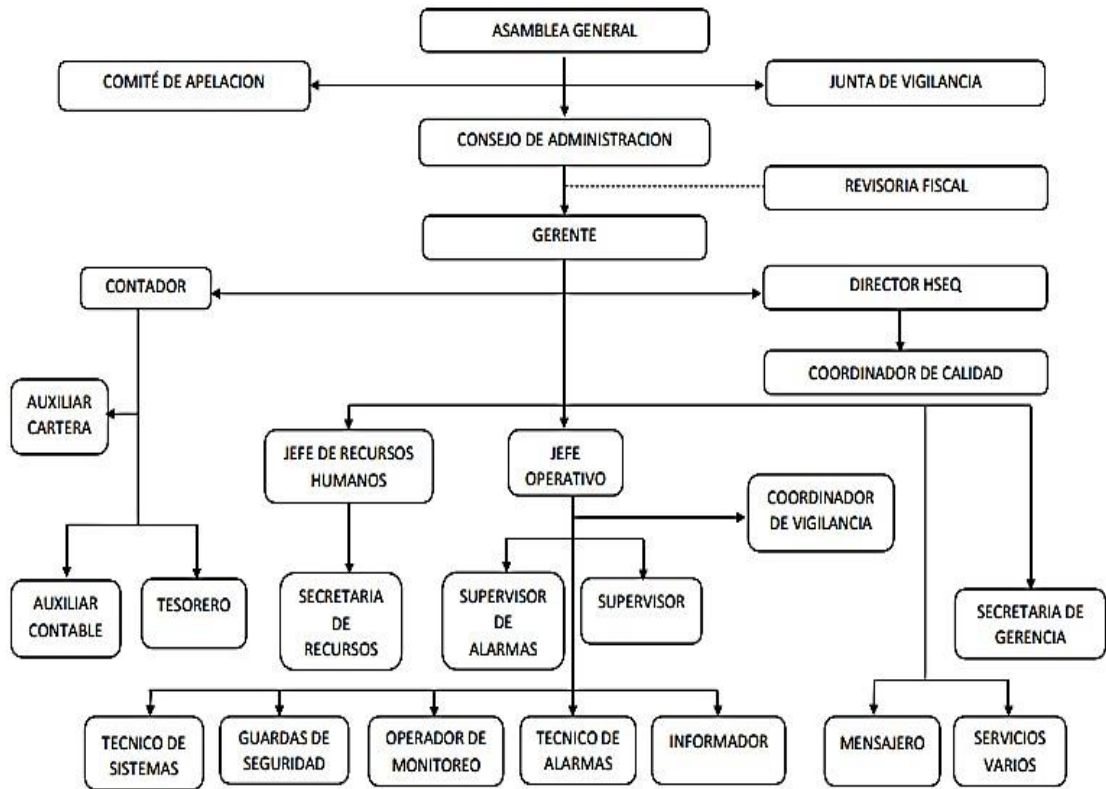 ASAMBLEA GENERAL
COMITÉ DE APELACION
JUNTA DE VIGILANCIA
CONSEJO DE ADMINISTRACION
REVISORIA FISCAL
GERENTE
CONTADOR
DIRECTOR HSEQ
COORDINADOR DE CALIDAD
AUXILIAR
CARTERA
JEFE DE RECURSOS
HUMANOS
JEFE
OPERATIVO
COORDINADOR
DE VIGILANCIA
AUXILIAR
CONTABLE
TESORERO
SECRETARIA
DE
RECURSOS
SUPERVISOR
DE
ALARMAS
SUPERVISOR
SECRETARIA DE
GERENCIA
TECNICO DE
SISTEMAS
GUARDAS DE
SEGURIDAD
OPERADOR DE
MONITOREO
TECNICO DE
ALARMAS
INFORMADOR
MENSAJERO
SERVICIOS
VARIOS